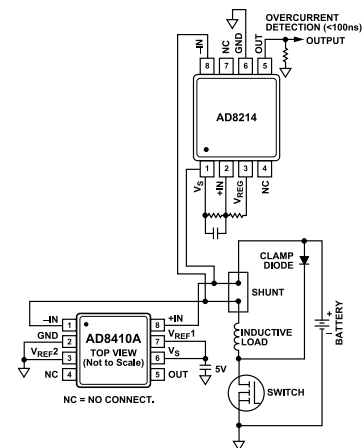 OVERCURRENT
DETECTION (<100ns)
OUTPUT
–IN
NC
GND
OUT
8
7
6
5
AD8214
1
2
3
4
VS
+IN
VREG
NC
CLAMP
DIODE
SHUNT
INDUCTIVE
LOAD
BATTERY
+
–
SWITCH
–IN 1
GND 2
VREF2 3
NC 4
AD8410A
TOP VIEW
(Not to Scale)
8 +IN
7 VREF1
6 VS
5 OUT
5V
NC = NO CONNECT.